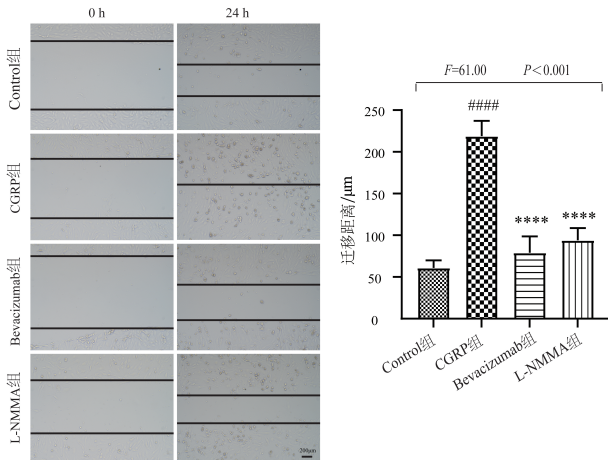 0 h
24 h
Control组
CGRP组
Bevacizumab组
L-NMMA组
200μm
F=61.00
P<0.001
####
****
****
250
200
150
100
50
0
迁移距离/μm
Control组
CGRP组
Bevacizumab组
L-NMMA组